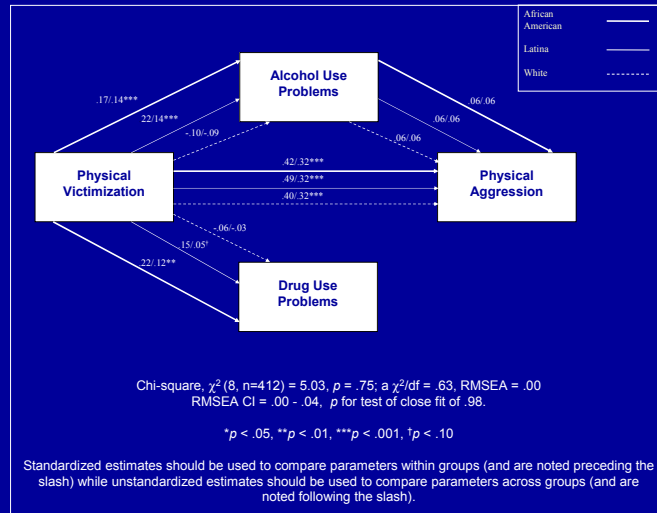 African
American
Latina
White
Alcohol Use
Problems
.17/.14***
22/14***
-.10/-.09
.06/.06
.06/.06
.06/.06
Physical
Victimization
.42/.32***
.49/.32***
.40/.32***
Physical
Aggression
-.06/-.03
.15/.05†
.22/.12**
Drug Use
Problems
Chi-square, χ² (8, n=412) = 5.03, p = .75; a χ²/df = .63, RMSEA = .00
RMSEA CI = .00 - .04, p for test of close fit of .98.
*p < .05, **p < .01, ***p < .001, †p < .10
Standardized estimates should be used to compare parameters within groups (and are noted preceding the
slash) while unstandardized estimates should be used to compare parameters across groups (and are
noted following the slash).